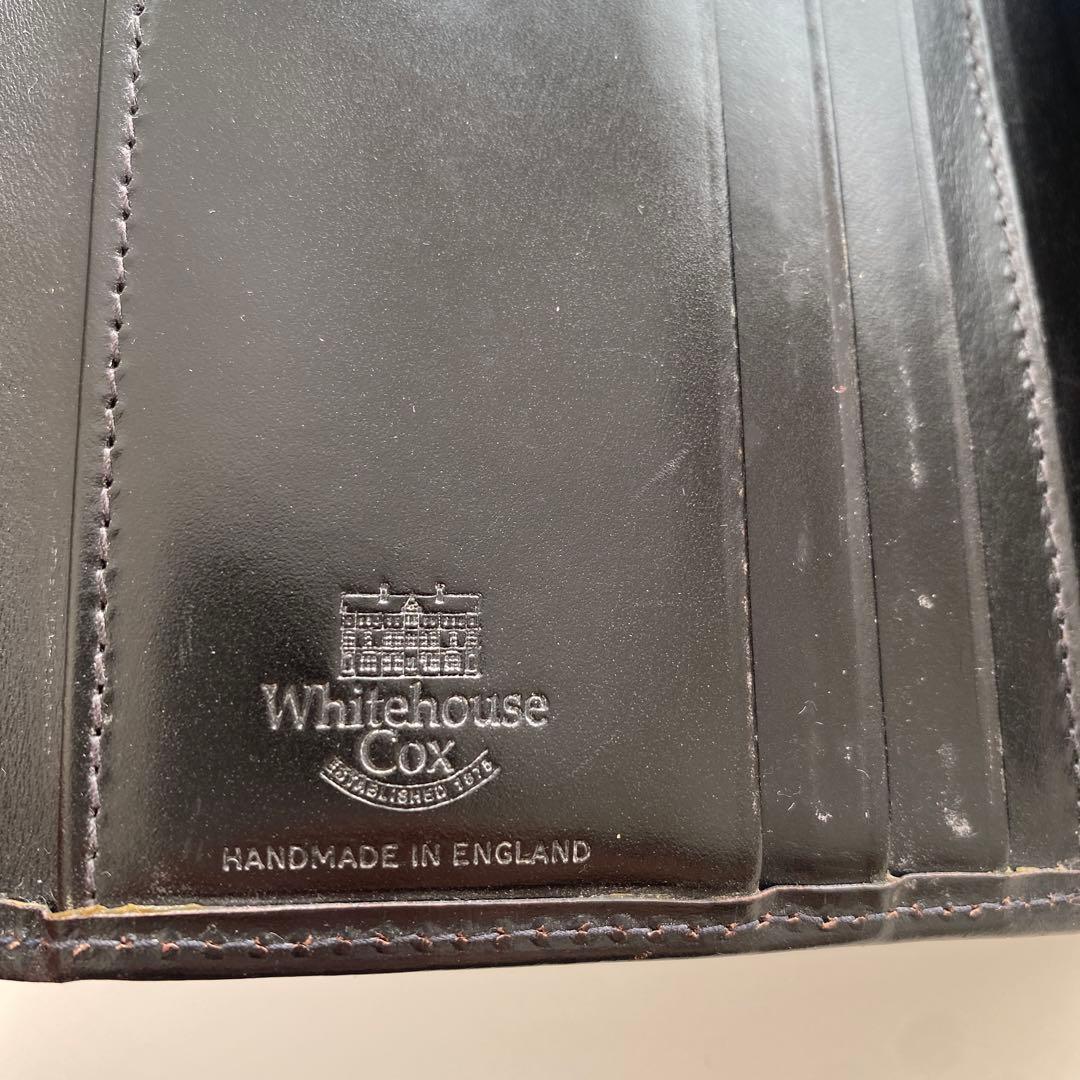 Whitehouse
Cox
ESTABLISHED 1875
HANDMADE IN ENGLAND